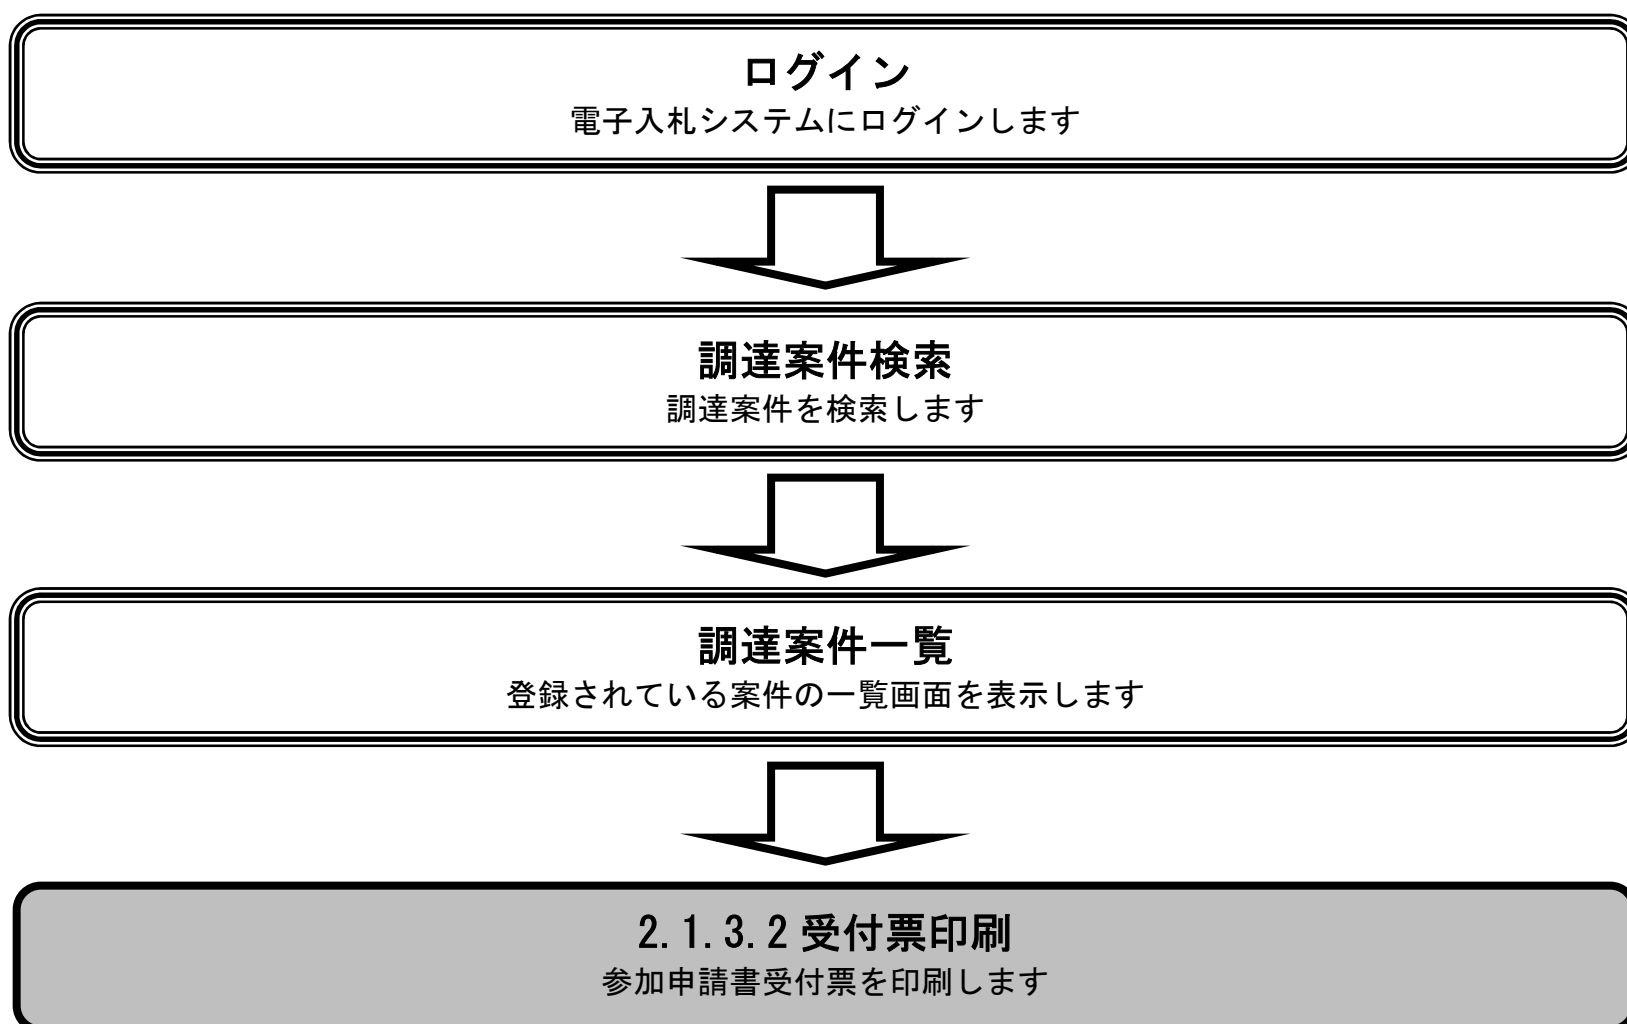 ログイン
電子入札システムにログインします
調達案件検索
調達案件を検索します
調達案件一覧
登録されている案件の一覧画面を表示します
2.1.3.2 受付票印刷
参加申請書受付票を印刷します